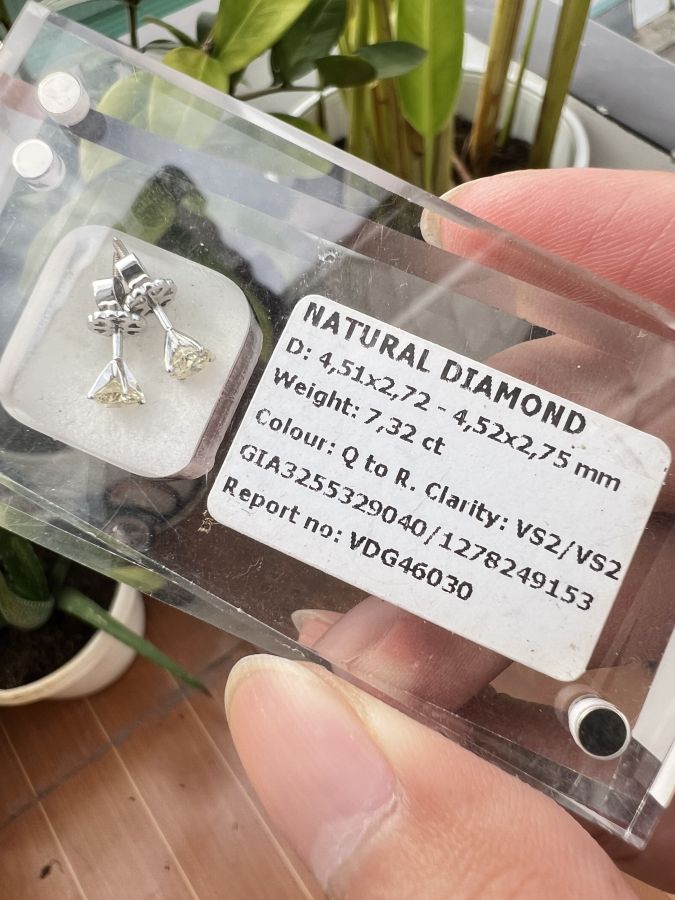 NATURAL DIAMOND
D: 4,51x2,72 - 4,52x2,75 mm
Weight: 7,32 ct
Colour: Q to R. Clarity: VS2/VS2
GIA3255329040/1278249153
Report no: VDG46030